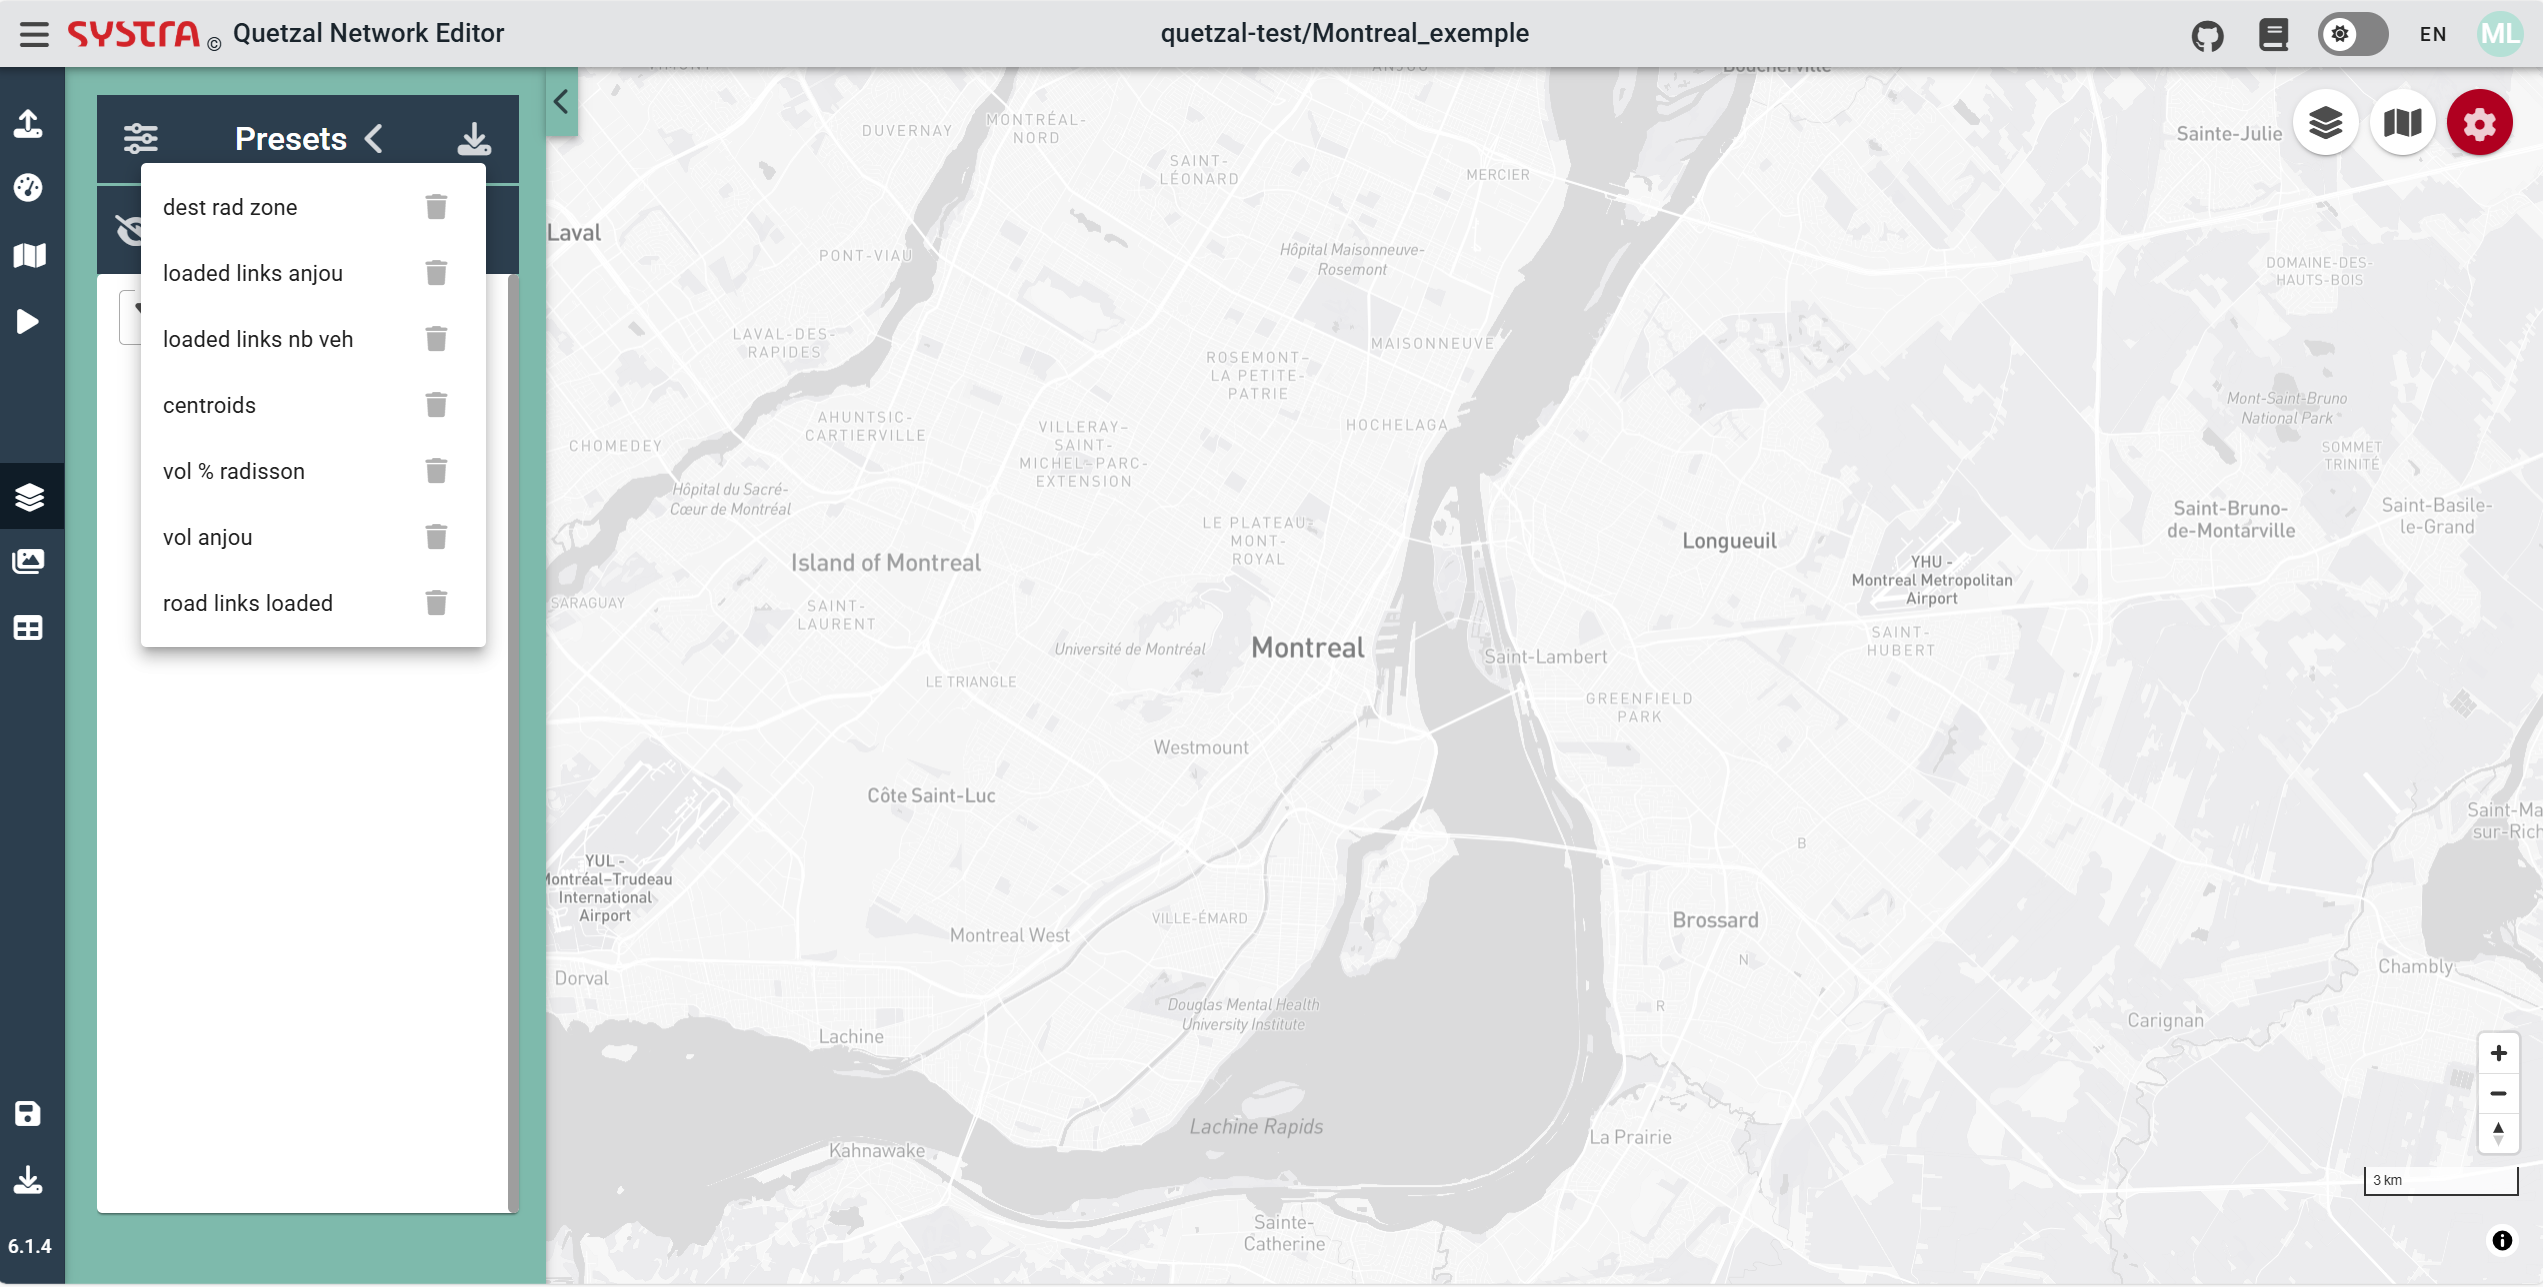 SYSTRA © Quetzal Network Editor
quetzal-test/Montreal_exemple
EN
ML
Presets
dest rad zone
loaded links anjou
loaded links nb veh
centroids
vol % radisson
vol anjou
road links loaded
6.1.4
Boucherville
DUVERNAY
MONTRÉAL-
NORD
SAINT-
LÉONARD
MERCIER
Sainte-Julie
Laval
PONT-VIAU
Hôpital Maisonneuve-
Rosemont
DOMAINE-DES-
HAUTS-BOIS
LAVAL-DES-
RAPIDES
MAISONNEUVE
ROSEMONT–
LA PETITE-
PATRIE
Mont-Saint-Bruno
National Park
AHUNTSIC-
CARTIERVILLE
HOCHELAGA
CHOMEDEY
VILLERAY–
SAINT-
MICHEL–PARC-
EXTENSION
SOMMET
TRINITÉ
Hôpital du Sacré-
Cœur de Montréal
LE PLATEAU-
MONT-
ROYAL
Saint-Bruno-
de-Montarville
Saint-Basile-
le-Grand
Island of Montreal
Longueuil
YHU -
Montreal Metropolitan
Airport
SARAGUAY
SAINT-
LAURENT
Université de Montréal
Montreal
Saint-Lambert
SAINT-
HUBERT
LE TRIANGLE
GREENFIELD
PARK
Westmount
Côte Saint-Luc
Saint-Ma
sur-Rich
B
YUL -
Montréal–Trudeau
International
Airport
VILLE-ÉMARD
Brossard
Montreal West
N
Dorval
Chambly
Douglas Mental Health
University Institute
R
Lachine
Carignan
Lachine Rapids
La Prairie
Kahnawake
3 km
Sainte-
Catherine